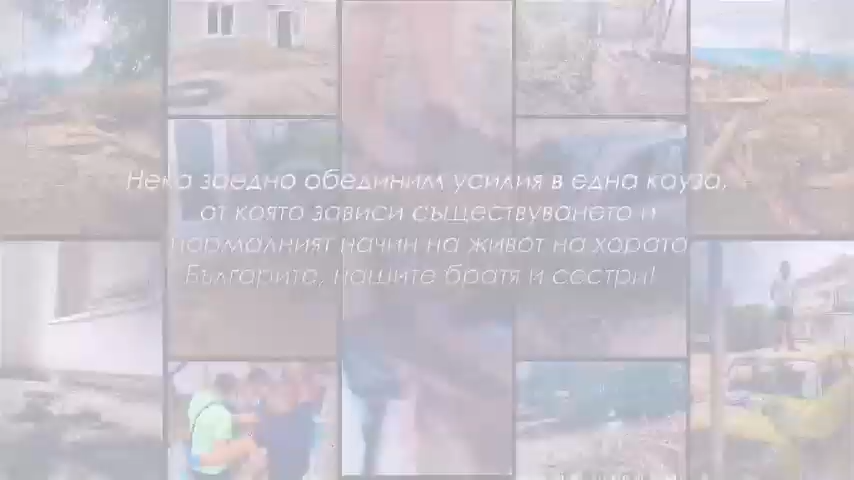 Нека заедно обединим усилия в една кауза,
от която зависи съществуването и
нормалният начин на живот на хората
Българите, нашите братя и сестри!